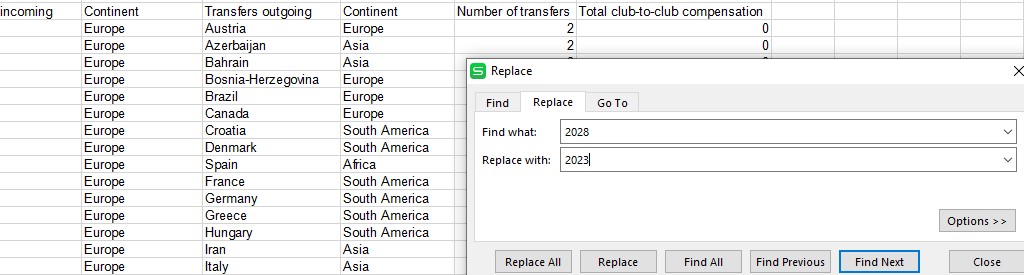 incoming Continent Transfers outgoing Continent Number of transfers Total club-to-club compensation
Europe Austria Europe 2 0
Europe Azerbaijan Asia 2 0
Europe Bahrain Asia
Europe Bosnia-Herzegovina Europe
Europe Brazil Europe
Europe Canada Europe
Europe Croatia South America
Europe Denmark South America
Europe Spain Africa
Europe France South America
Europe Germany South America
Europe Greece South America
Europe Hungary South America
Europe Iran Asia
Europe Italy Asia
Replace
Find Replace Go To
Find what: 2028
Replace with: 2023
Options >>
Replace All Replace Find All Find Previous Find Next Close